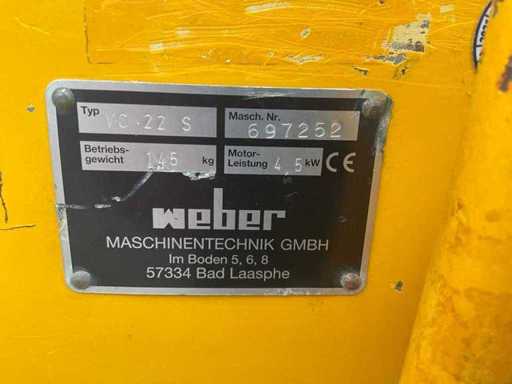 Typ VC 22 S Masch. Nr. 697252
Betriebs-gewicht 145 kg Motor-Leistung 4,5 kW CE
weber
MASCHINENTECHNIK GMBH
Im Boden 5, 6, 8
57334 Bad Laasphe